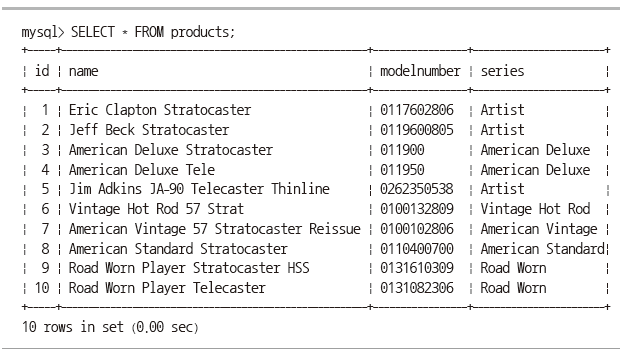 mysql> SELECT * FROM products;
+----+------------------------------------------+-------------+------------------+
| id | name | modelnumber | series |
+----+------------------------------------------+-------------+------------------+
| 1 | Eric Clapton Stratocaster | 0117602806 | Artist |
| 2 | Jeff Beck Stratocaster | 0119600805 | Artist |
| 3 | American Deluxe Stratocaster | 011900 | American Deluxe |
| 4 | American Deluxe Tele | 011950 | American Deluxe |
| 5 | Jim Adkins JA-90 Telecaster Thinline | 0262350538 | Artist |
| 6 | Vintage Hot Rod 57 Strat | 0100132809 | Vintage Hot Rod |
| 7 | American Vintage 57 Stratocaster Reissue | 0100102806 | American Vintage |
| 8 | American Standard Stratocaster | 0110400700 | American Standard|
| 9 | Road Worn Player Stratocaster HSS | 0131610309 | Road Worn |
| 10 | Road Worn Player Telecaster | 0131082306 | Road Worn |
+----+------------------------------------------+-------------+------------------+
10 rows in set (0.00 sec)